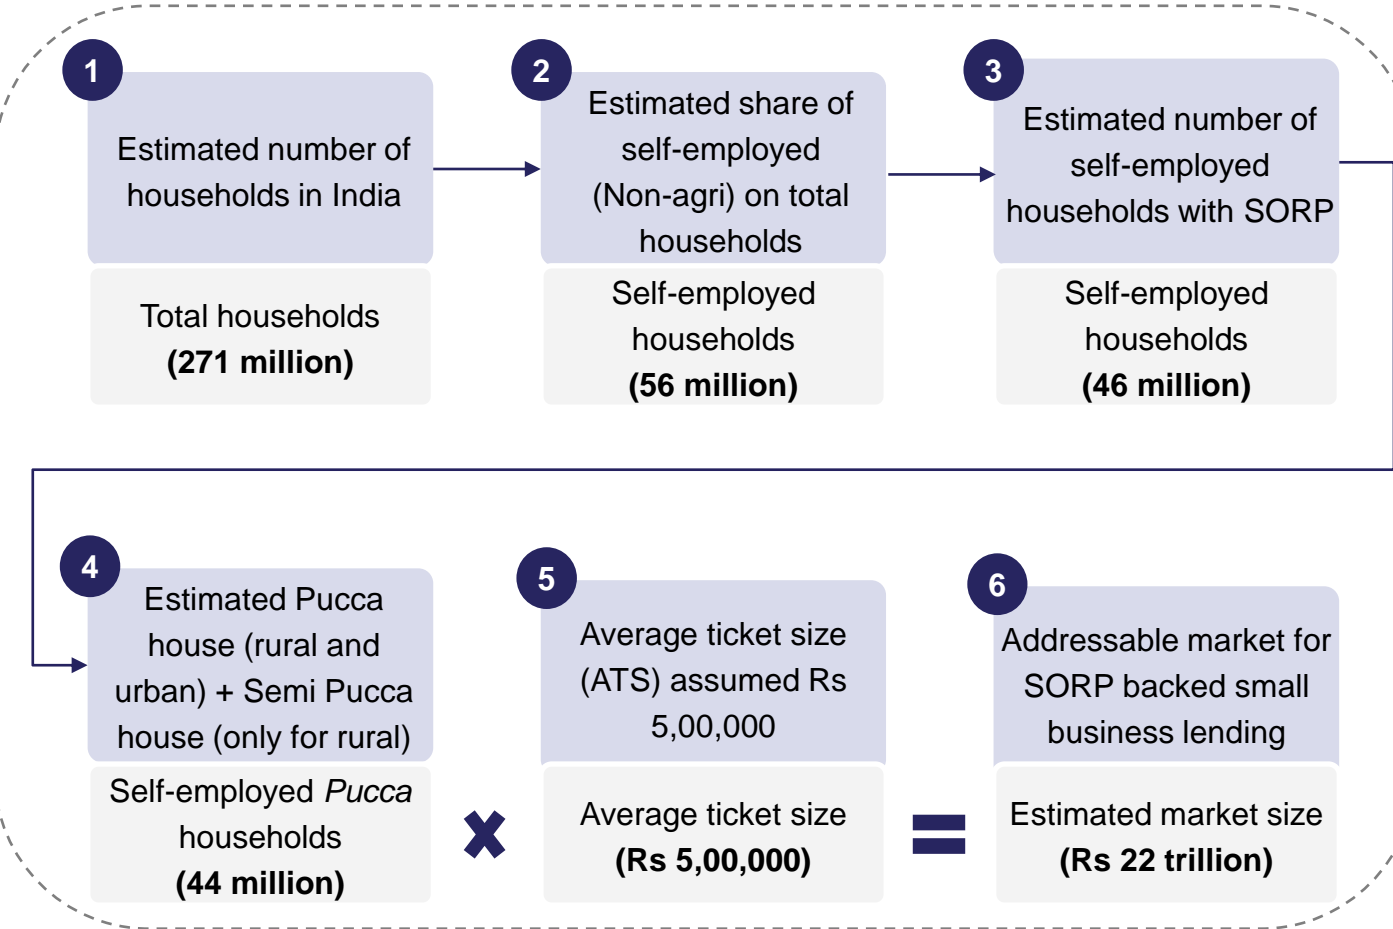 1
Estimated number of
households in India
Total households
(271 million)
2
Estimated share of
self-employed
(Non-agri) on total
households
Self-employed
households
(56 million)
3
Estimated number of
self-employed
households with SORP
Self-employed
households
(46 million)
4
Estimated Pucca
house (rural and
urban) + Semi Pucca
house (only for rural)
Self-employed Pucca
households
(44 million)
5
Average ticket size
(ATS) assumed Rs
5,00,000
Average ticket size
(Rs 5,00,000)
6
Addressable market for
SORP backed small
business lending
Estimated market size
(Rs 22 trillion)